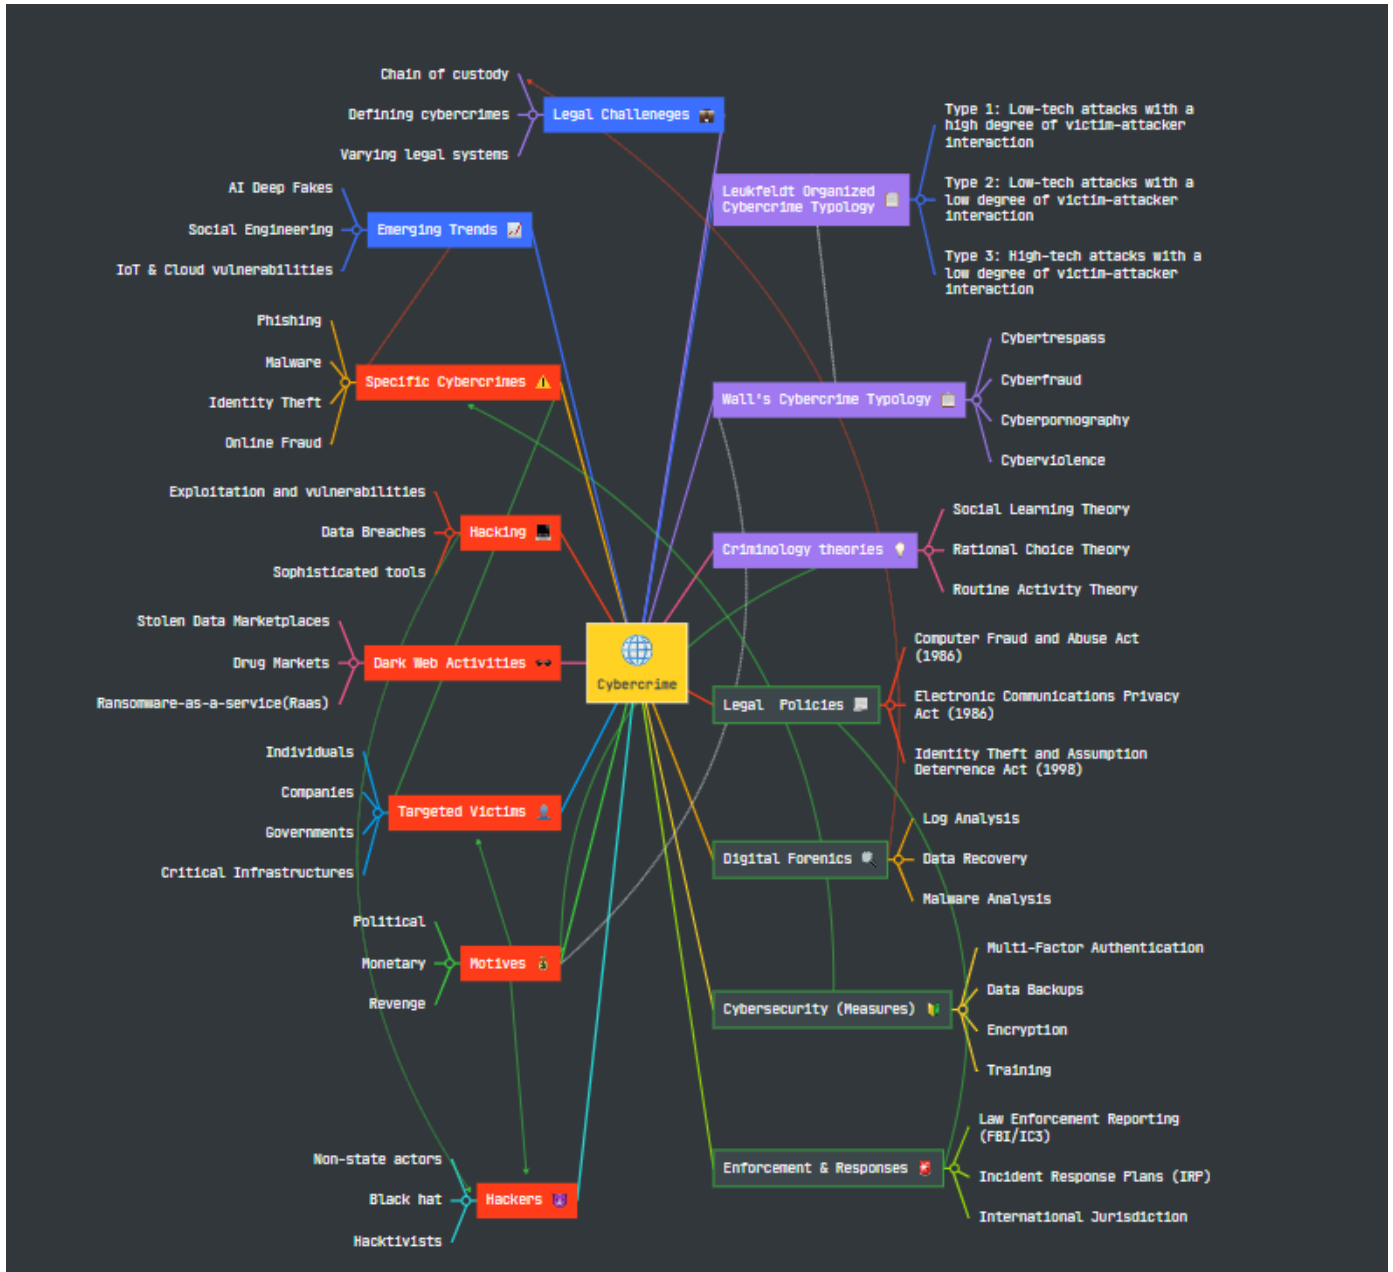 Chain of custody
Defining cybercrimes
Varying legal systems
Legal Challeneges
AI Deep Fakes
Social Engineering
IoT & Cloud vulnerabilities
Emerging Trends
Phishing
Malware
Identity Theft
Online Fraud
Specific Cybercrimes
Exploitation and vulnerabilities
Data Breaches
Sophisticated tools
Hacking
Stolen Data Marketplaces
Drug Markets
Ransomware-as-a-service(Raas)
Dark Web Activities
Individuals
Companies
Governments
Critical Infrastructures
Targeted Victims
Political
Monetary
Revenge
Motives
Non-state actors
Black hat
Hacktivists
Hackers
Cybercrime
Leukfeldt Organized
Cybercrime Typology
Type 1: Low-tech attacks with a
high degree of victim-attacker
interaction
Type 2: Low-tech attacks with a
low degree of victim-attacker
interaction
Type 3: High-tech attacks with a
low degree of victim-attacker
interaction
Wall's Cybercrime Typology
Cybertrespass
Cyberfraud
Cyberpornography
Cyberviolence
Criminology theories
Social Learning Theory
Rational Choice Theory
Routine Activity Theory
Legal Policies
Computer Fraud and Abuse Act
(1986)
Electronic Communications Privacy
Act (1986)
Identity Theft and Assumption
Deterrence Act (1998)
Digital Forenics
Log Analysis
Data Recovery
Malware Analysis
Cybersecurity (Measures)
Multi-Factor Authentication
Data Backups
Encryption
Training
Enforcement & Responses
Law Enforcement Reporting
(FBI/IC3)
Incident Response Plans (IRP)
International Jurisdiction